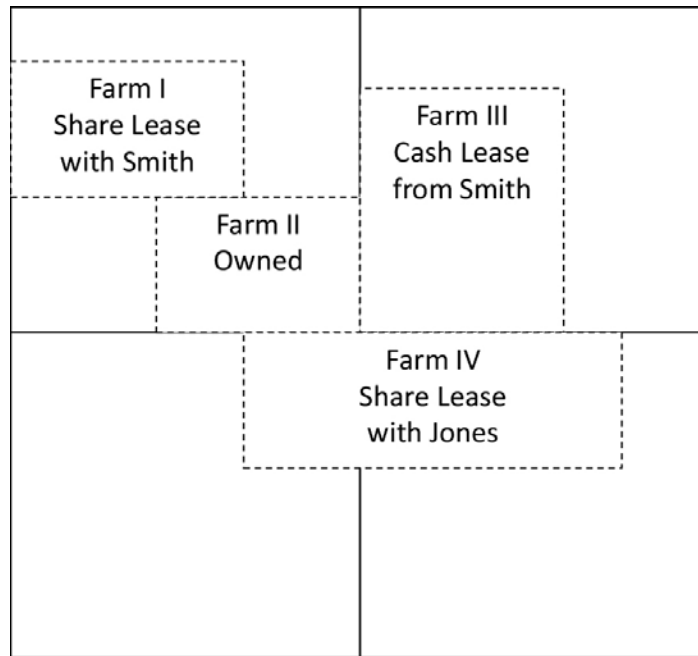 Farm I
Share Lease
with Smith
Farm II
Owned
Farm III
Cash Lease
from Smith
Farm IV
Share Lease
with Jones